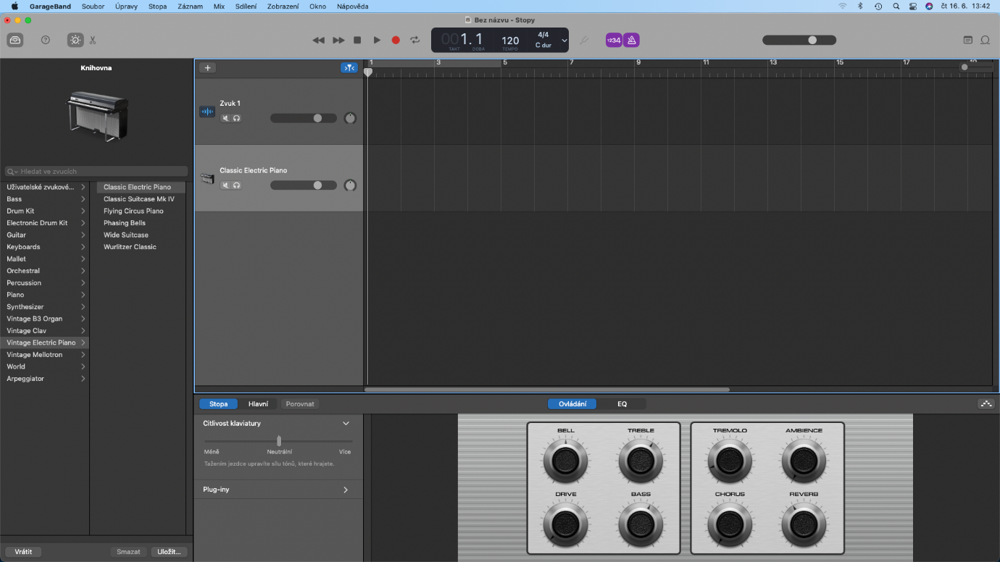 GarageBand Soubor Úpravy Stopa Záznam Mix Sdílení Zobrazení Okno Nápověda čt 16. 6. 13:42
Bez názvu - Stopy
1234
001.1 120 4/4
C dur
TAKT DOBA TEMPO
Knihovna
1 3 5 7 9 11 13 15 17 19
Zvuk 1
Classic Electric Piano
Hledat ve zvucích
Uživatelské zvukové... Classic Electric Piano
Bass Classic Suitcase Mk IV
Drum Kit Flying Circus Piano
Electronic Drum Kit Phasing Bells
Guitar Wide Suitcase
Keyboards Wurlitzer Classic
Mallet
Orchestral
Percussion
Piano
Synthesizer
Vintage B3 Organ
Vintage Clav
Vintage Electric Piano
Vintage Mellotron
World
Arpeggiator
Vrátit Smazat Uložit...
Stopa Hlavní Porovnat Ovládání EQ
Citlivost klaviatury
Méně Neutrální Více
Tažením jezdce upravíte sílu tónů, které hrajete.
Plug-iny
BELL TREBLE TREMOLO AMBIENCE
DRIVE BASS CHORUS REVERB